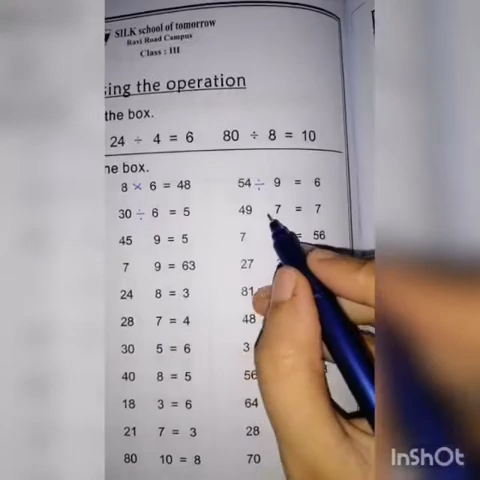 SILK school of tomorrow
Ravi Road Campus
Class : III
ing the operation
the box.
24 ÷ 4 = 6 80 ÷ 8 = 10
he box.
8 × 6 = 48 54 ÷ 9 = 6
30 ÷ 6 = 5 49 7 = 7
45 9 = 5 7 = 56
7 9 = 63 27
24 8 = 3 81
28 7 = 4 48
30 5 = 6 3
40 8 = 5 56
18 3 = 6 64
21 7 = 3 28
80 10 = 8 70
InShOt